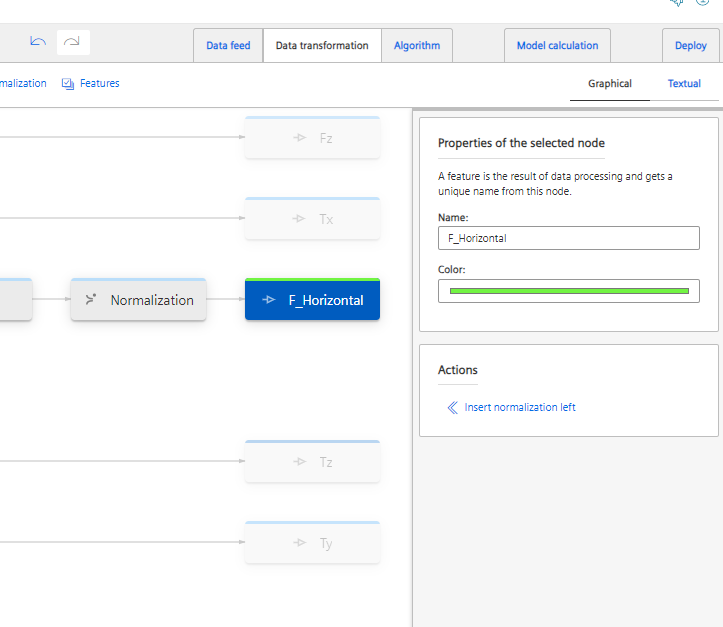 Data feed
Data transformation
Algorithm
Model calculation
Deploy
Features
Graphical
Textual
Fz
Tx
Normalization
F_Horizontal
Tz
Ty
Properties of the selected node
A feature is the result of data processing and gets a
unique name from this node.
Name:
F_Horizontal
Color:
Actions
Insert normalization left